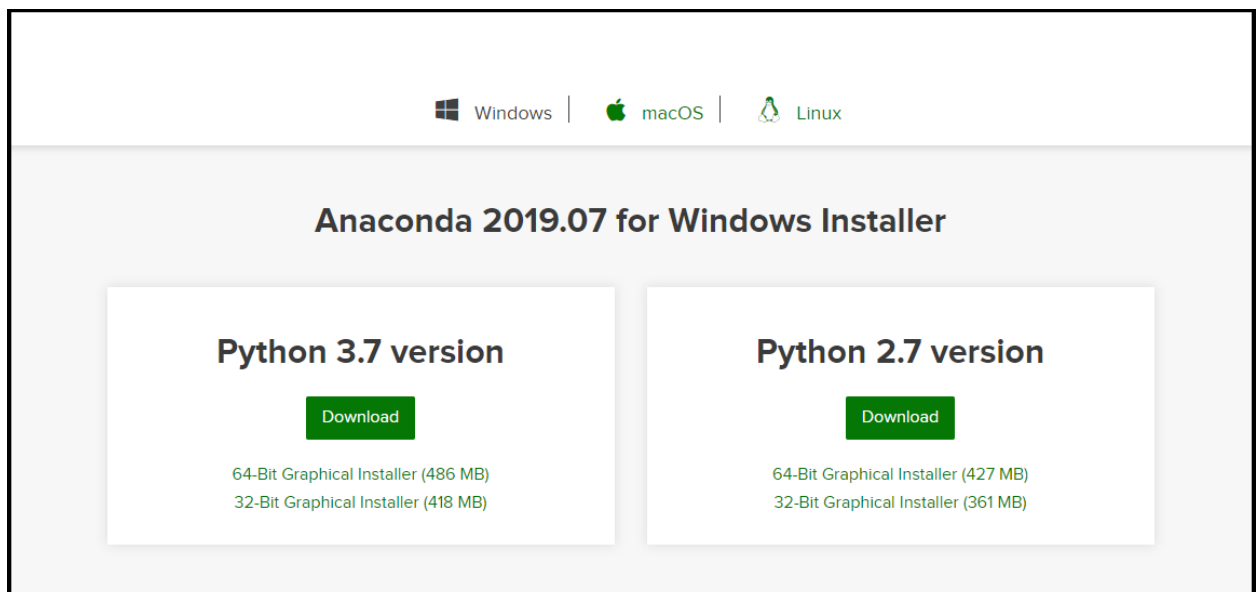 Windows macOS Linux
Anaconda 2019.07 for Windows Installer
Python 3.7 version
Download
64-Bit Graphical Installer (486 MB)
32-Bit Graphical Installer (418 MB)
Python 2.7 version
Download
64-Bit Graphical Installer (427 MB)
32-Bit Graphical Installer (361 MB)